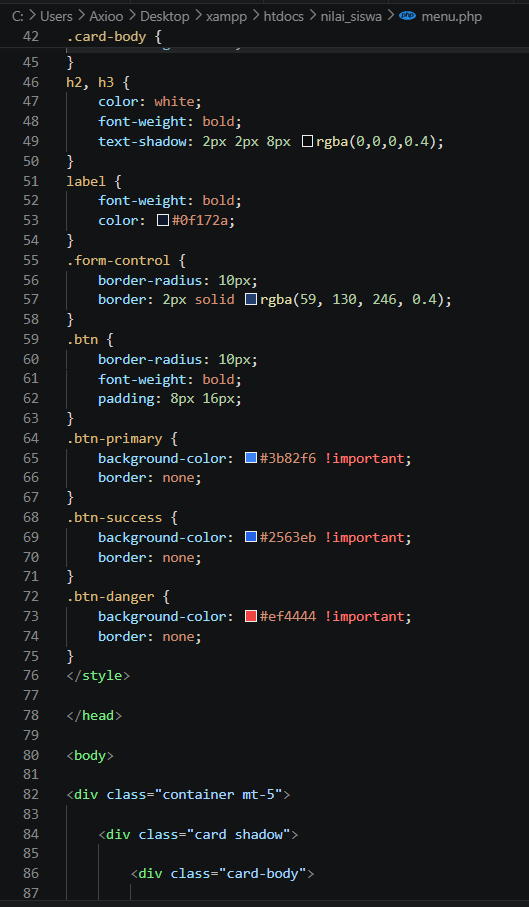 C: > Users > Axioo > Desktop > xampp > htdocs > nilai_siswa > php menu.php
42 .card-body {
45 }
46 h2, h3 {
47 color: white;
48 font-weight: bold;
49 text-shadow: 2px 2px 8px rgba(0,0,0,0.4);
50 }
51 label {
52 font-weight: bold;
53 color: #0f172a;
54 }
55 .form-control {
56 border-radius: 10px;
57 border: 2px solid rgba(59, 130, 246, 0.4);
58 }
59 .btn {
60 border-radius: 10px;
61 font-weight: bold;
62 padding: 8px 16px;
63 }
64 .btn-primary {
65 background-color: #3b82f6 !important;
66 border: none;
67 }
68 .btn-success {
69 background-color: #2563eb !important;
70 border: none;
71 }
72 .btn-danger {
73 background-color: #ef4444 !important;
74 border: none;
75 }
76 </style>
77
78 </head>
79
80 <body>
81
82 <div class="container mt-5">
83
84 <div class="card shadow">
85
86 <div class="card-body">
87